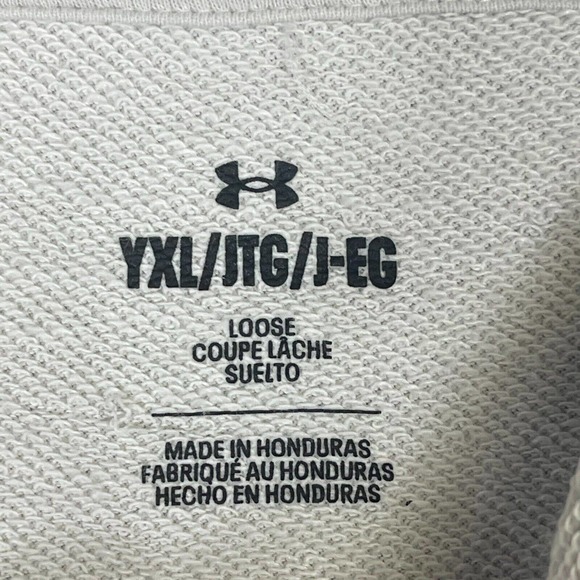 YXL/JTG/J-EG
LOOSE
COUPE LÂCHE
SUELTO
MADE IN HONDURAS
FABRIQUÉ AU HONDURAS
HECHO EN HONDURAS